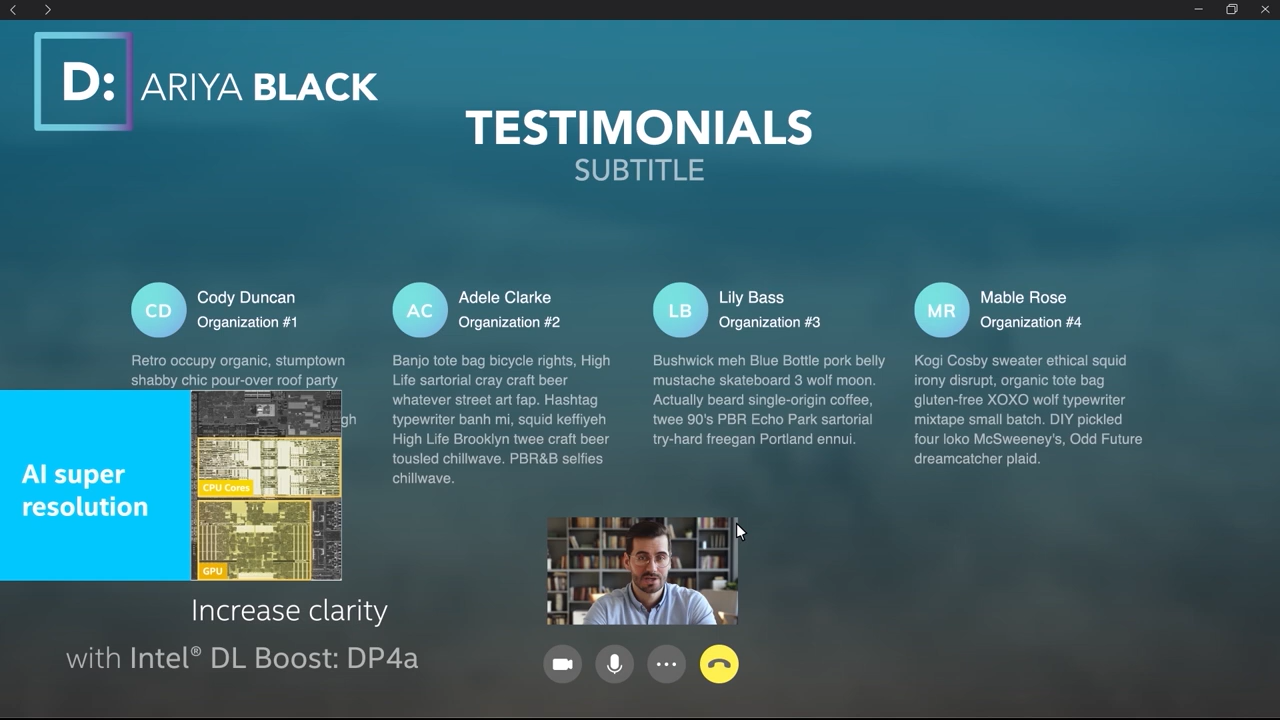 D: ARIYA BLACK
TESTIMONIALS
SUBTITLE
CD
Cody Duncan
Organization #1
Retro occupy organic, stumptown
shabby chic pour-over roof party
gh
AC
Adele Clarke
Organization #2
Banjo tote bag bicycle rights, High
Life sartorial cray craft beer
whatever street art fap. Hashtag
typewriter banh mi, squid keffiyeh
High Life Brooklyn twee craft beer
tousled chillwave. PBR&B selfies
chillwave.
LB
Lily Bass
Organization #3
Bushwick meh Blue Bottle pork belly
mustache skateboard 3 wolf moon.
Actually beard single-origin coffee,
twee 90's PBR Echo Park sartorial
try-hard freegan Portland ennui.
MR
Mable Rose
Organization #4
Kogi Cosby sweater ethical squid
irony disrupt, organic tote bag
gluten-free XOXO wolf typewriter
mixtape small batch. DIY pickled
four loko McSweeney's, Odd Future
dreamcatcher plaid.
AI super
resolution
CPU Cores
GPU
Increase clarity
with Intel® DL Boost: DP4a